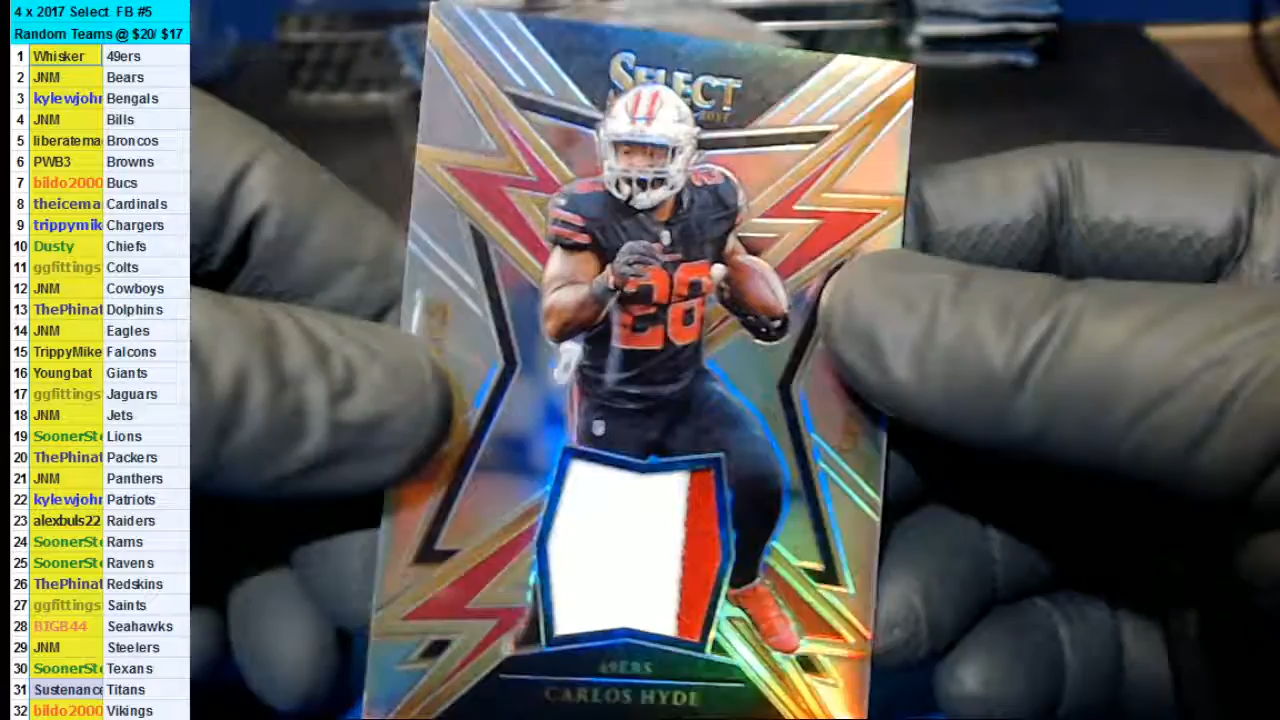 4 x 2017 Select FB #5
Random Teams @ $20/ $17
1 Whisker 49ers
2 JNM Bears
3 kylewjohr Bengals
4 JNM Bills
5 liberatema Broncos
6 PWB3 Browns
7 bildo2000 Bucs
8 theicema Cardinals
9 trippymik Chargers
10 Dusty Chiefs
11 ggfittings Colts
12 JNM Cowboys
13 ThePhinat Dolphins
14 JNM Eagles
15 TrippyMike Falcons
16 Youngbat Giants
17 ggfittings Jaguars
18 JNM Jets
19 SoonerSt Lions
20 ThePhinat Packers
21 JNM Panthers
22 kylewjohr Patriots
23 alexbuls22 Raiders
24 SoonerSt Rams
25 SoonerSt Ravens
26 ThePhinat Redskins
27 ggfittings Saints
28 BIGB44 Seahawks
29 JNM Steelers
30 SoonerSt Texans
31 Sustenance Titans
32 bildo2000 Vikings
SELECT
28
49ERS
CARLOS HYDE